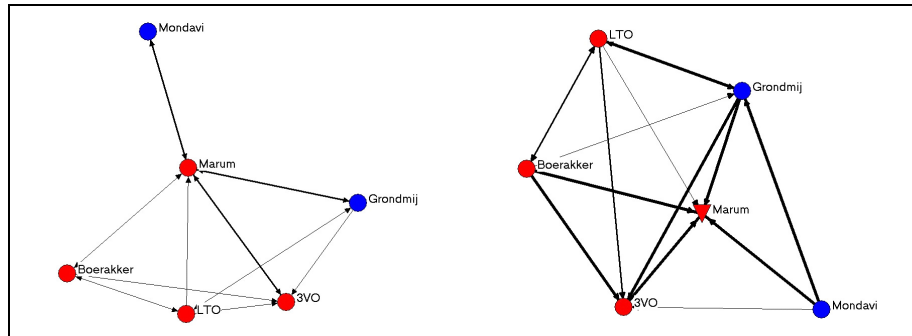 Mondavi
Marum
Grondmij
Boerakker
LTO
3VO
LTO
Grondmij
Boerakker
Marum
3VO
Mondavi